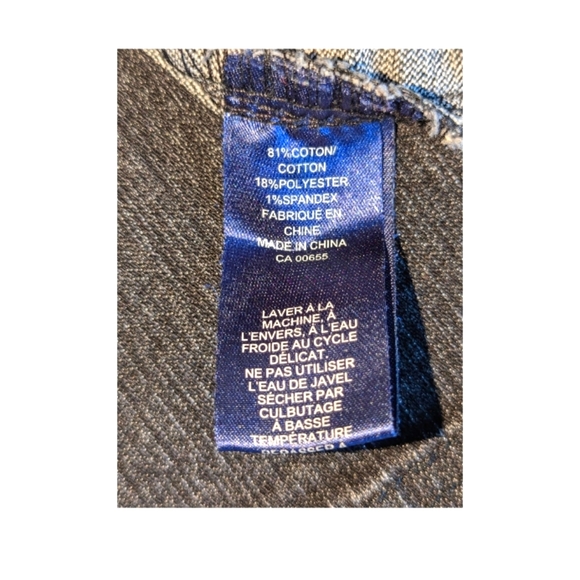 81%COTON/
COTTON
18%POLYESTER
1%SPANDEX
FABRIQUÉ EN
CHINE
MADE IN CHINA
CA 00655
LAVER À LA
MACHINE, À
L'ENVERS, À L'EAU
FROIDE AU CYCLE
DÉLICAT.
NE PAS UTILISER
L'EAU DE JAVEL
SÉCHER PAR
CULBUTAGE
À BASSE
TEMPÉRATURE
REPASSER À